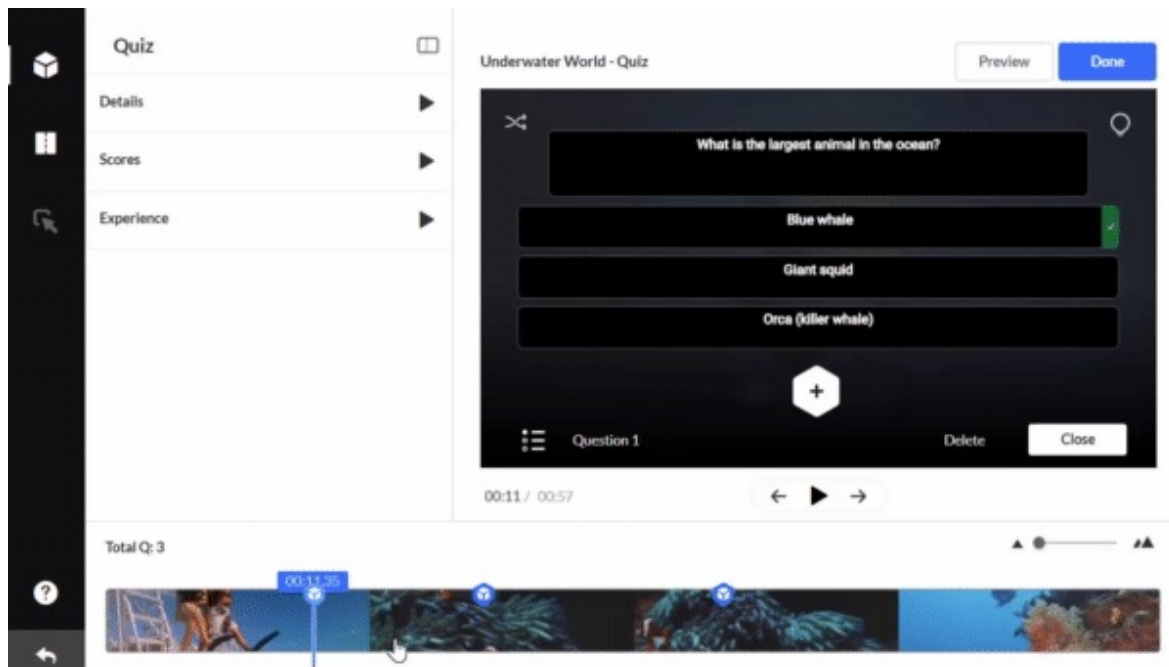 Quiz
Details
Scores
Experience
Underwater World - Quiz
Preview
Done
What is the largest animal in the ocean?
Blue whale
Giant squid
Orca (killer whale)
+
Question 1
Delete
Close
00:11 / 00:57
Total Q: 3
00:11.35
?